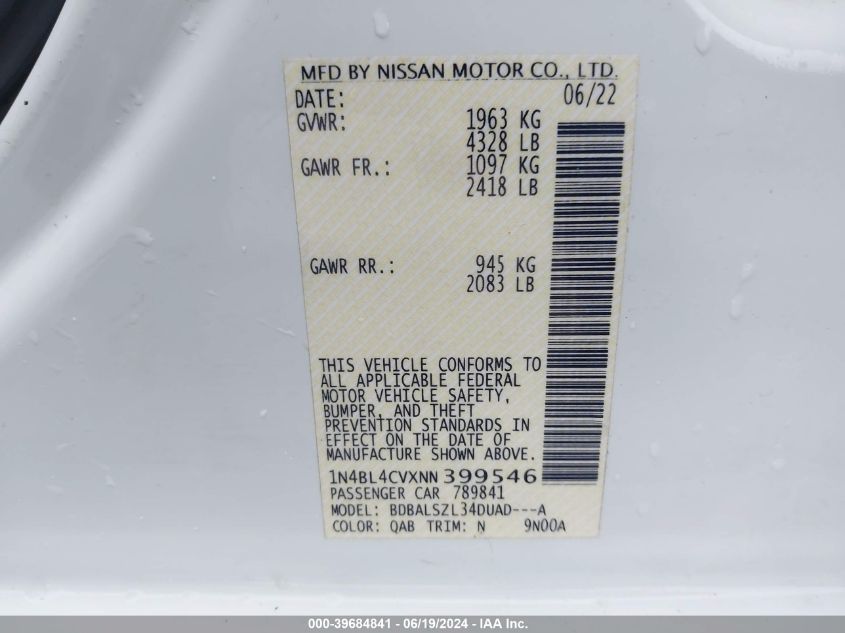 MFD BY NISSAN MOTOR CO., LTD.
DATE: 06/22
GVWR: 1963 KG
4328 LB
GAWR FR.: 1097 KG
2418 LB
GAWR RR.: 945 KG
2083 LB
THIS VEHICLE CONFORMS TO
ALL APPLICABLE FEDERAL
MOTOR VEHICLE SAFETY,
BUMPER, AND THEFT
PREVENTION STANDARDS IN
EFFECT ON THE DATE OF
MANUFACTURE SHOWN ABOVE.
1N4BL4CVXNN 399546
PASSENGER CAR 789841
MODEL: BDBALSZL34DUAD---A
COLOR: QAB TRIM: N 9N00A
000-39684841 - 06/19/2024 - IAA Inc.